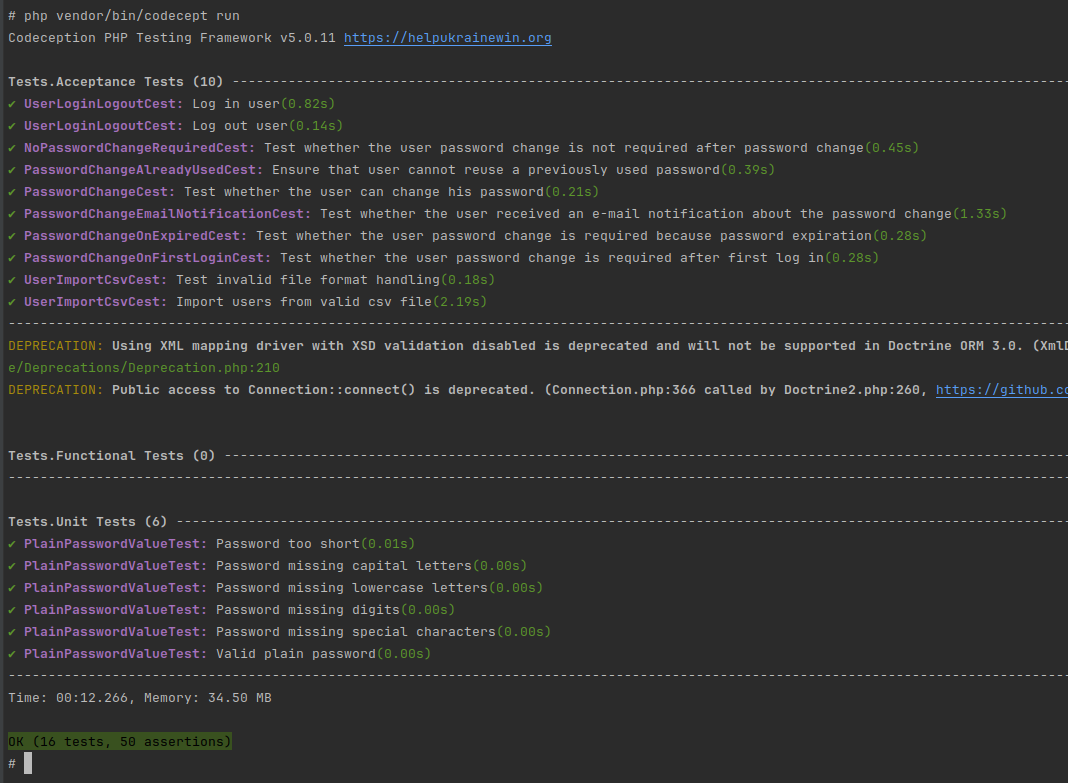 # php vendor/bin/codecept run
Codeception PHP Testing Framework v5.0.11 https://helpukrainewin.org
Tests.Acceptance Tests (10) ---------------------------------------------------------------------------------------------------------
✔ UserLoginLogoutCest: Log in user(0.82s)
✔ UserLoginLogoutCest: Log out user(0.14s)
✔ NoPasswordChangeRequiredCest: Test whether the user password change is not required after password change(0.45s)
✔ PasswordChangeAlreadyUsedCest: Ensure that user cannot reuse a previously used password(0.39s)
✔ PasswordChangeCest: Test whether the user can change his password(0.21s)
✔ PasswordChangeEmailNotificationCest: Test whether the user received an e-mail notification about the password change(1.33s)
✔ PasswordChangeOnExpiredCest: Test whether the user password change is required because password expiration(0.28s)
✔ PasswordChangeOnFirstLoginCest: Test whether the user password change is required after first log in(0.28s)
✔ UserImportCsvCest: Test invalid file format handling(0.18s)
✔ UserImportCsvCest: Import users from valid csv file(2.19s)
-------------------------------------------------------------------------------------------------------------------------------------
DEPRECATION: Using XML mapping driver with XSD validation disabled is deprecated and will not be supported in Doctrine ORM 3.0. (XmlD
e/Deprecations/Deprecation.php:210
DEPRECATION: Public access to Connection::connect() is deprecated. (Connection.php:366 called by Doctrine2.php:260, https://github.co
Tests.Functional Tests (0) ----------------------------------------------------------------------------------------------------------
-------------------------------------------------------------------------------------------------------------------------------------
Tests.Unit Tests (6) ----------------------------------------------------------------------------------------------------------------
✔ PlainPasswordValueTest: Password too short(0.01s)
✔ PlainPasswordValueTest: Password missing capital letters(0.00s)
✔ PlainPasswordValueTest: Password missing lowercase letters(0.00s)
✔ PlainPasswordValueTest: Password missing digits(0.00s)
✔ PlainPasswordValueTest: Password missing special characters(0.00s)
✔ PlainPasswordValueTest: Valid plain password(0.00s)
-------------------------------------------------------------------------------------------------------------------------------------
Time: 00:12.266, Memory: 34.50 MB
OK (16 tests, 50 assertions)
#